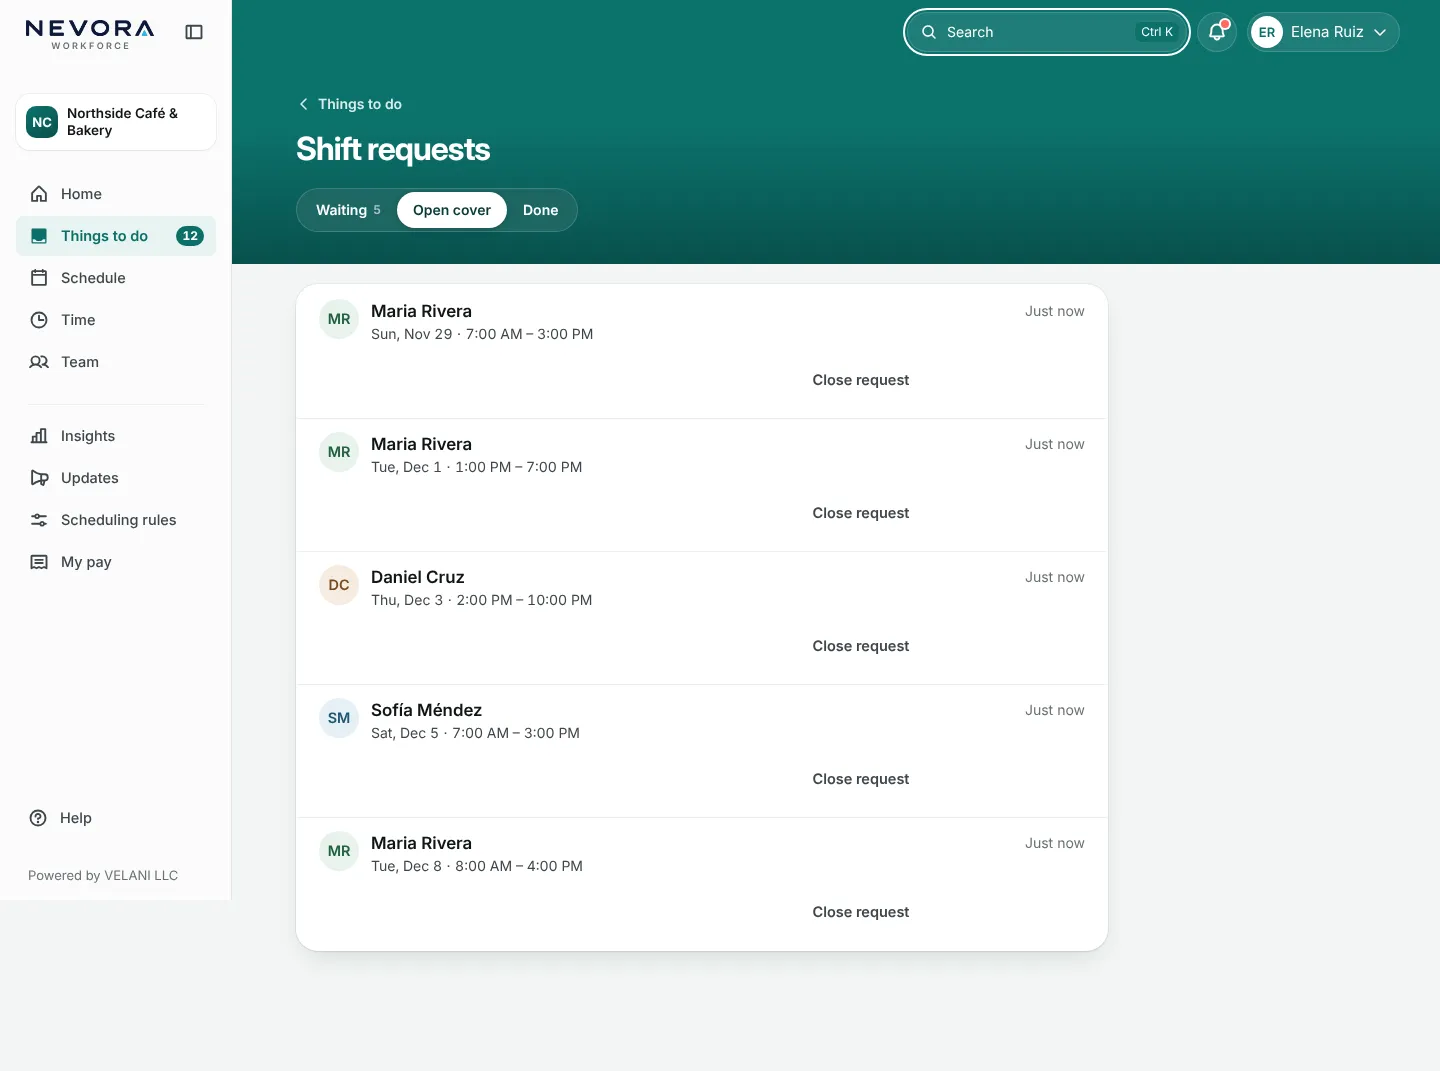 NEVORA
WORKFORCE
Search
Ctrl K
ER
Elena Ruiz
NC
Northside Café &
Bakery
Home
Things to do
12
Schedule
Time
Team
Insights
Updates
Scheduling rules
My pay
Help
Powered by VELANI LLC
Things to do
Shift requests
Waiting 5
Open cover
Done
MR
Maria Rivera
Just now
Sun, Nov 29 · 7:00 AM – 3:00 PM
Close request
MR
Maria Rivera
Just now
Tue, Dec 1 · 1:00 PM – 7:00 PM
Close request
DC
Daniel Cruz
Just now
Thu, Dec 3 · 2:00 PM – 10:00 PM
Close request
SM
Sofía Méndez
Just now
Sat, Dec 5 · 7:00 AM – 3:00 PM
Close request
MR
Maria Rivera
Just now
Tue, Dec 8 · 8:00 AM – 4:00 PM
Close request